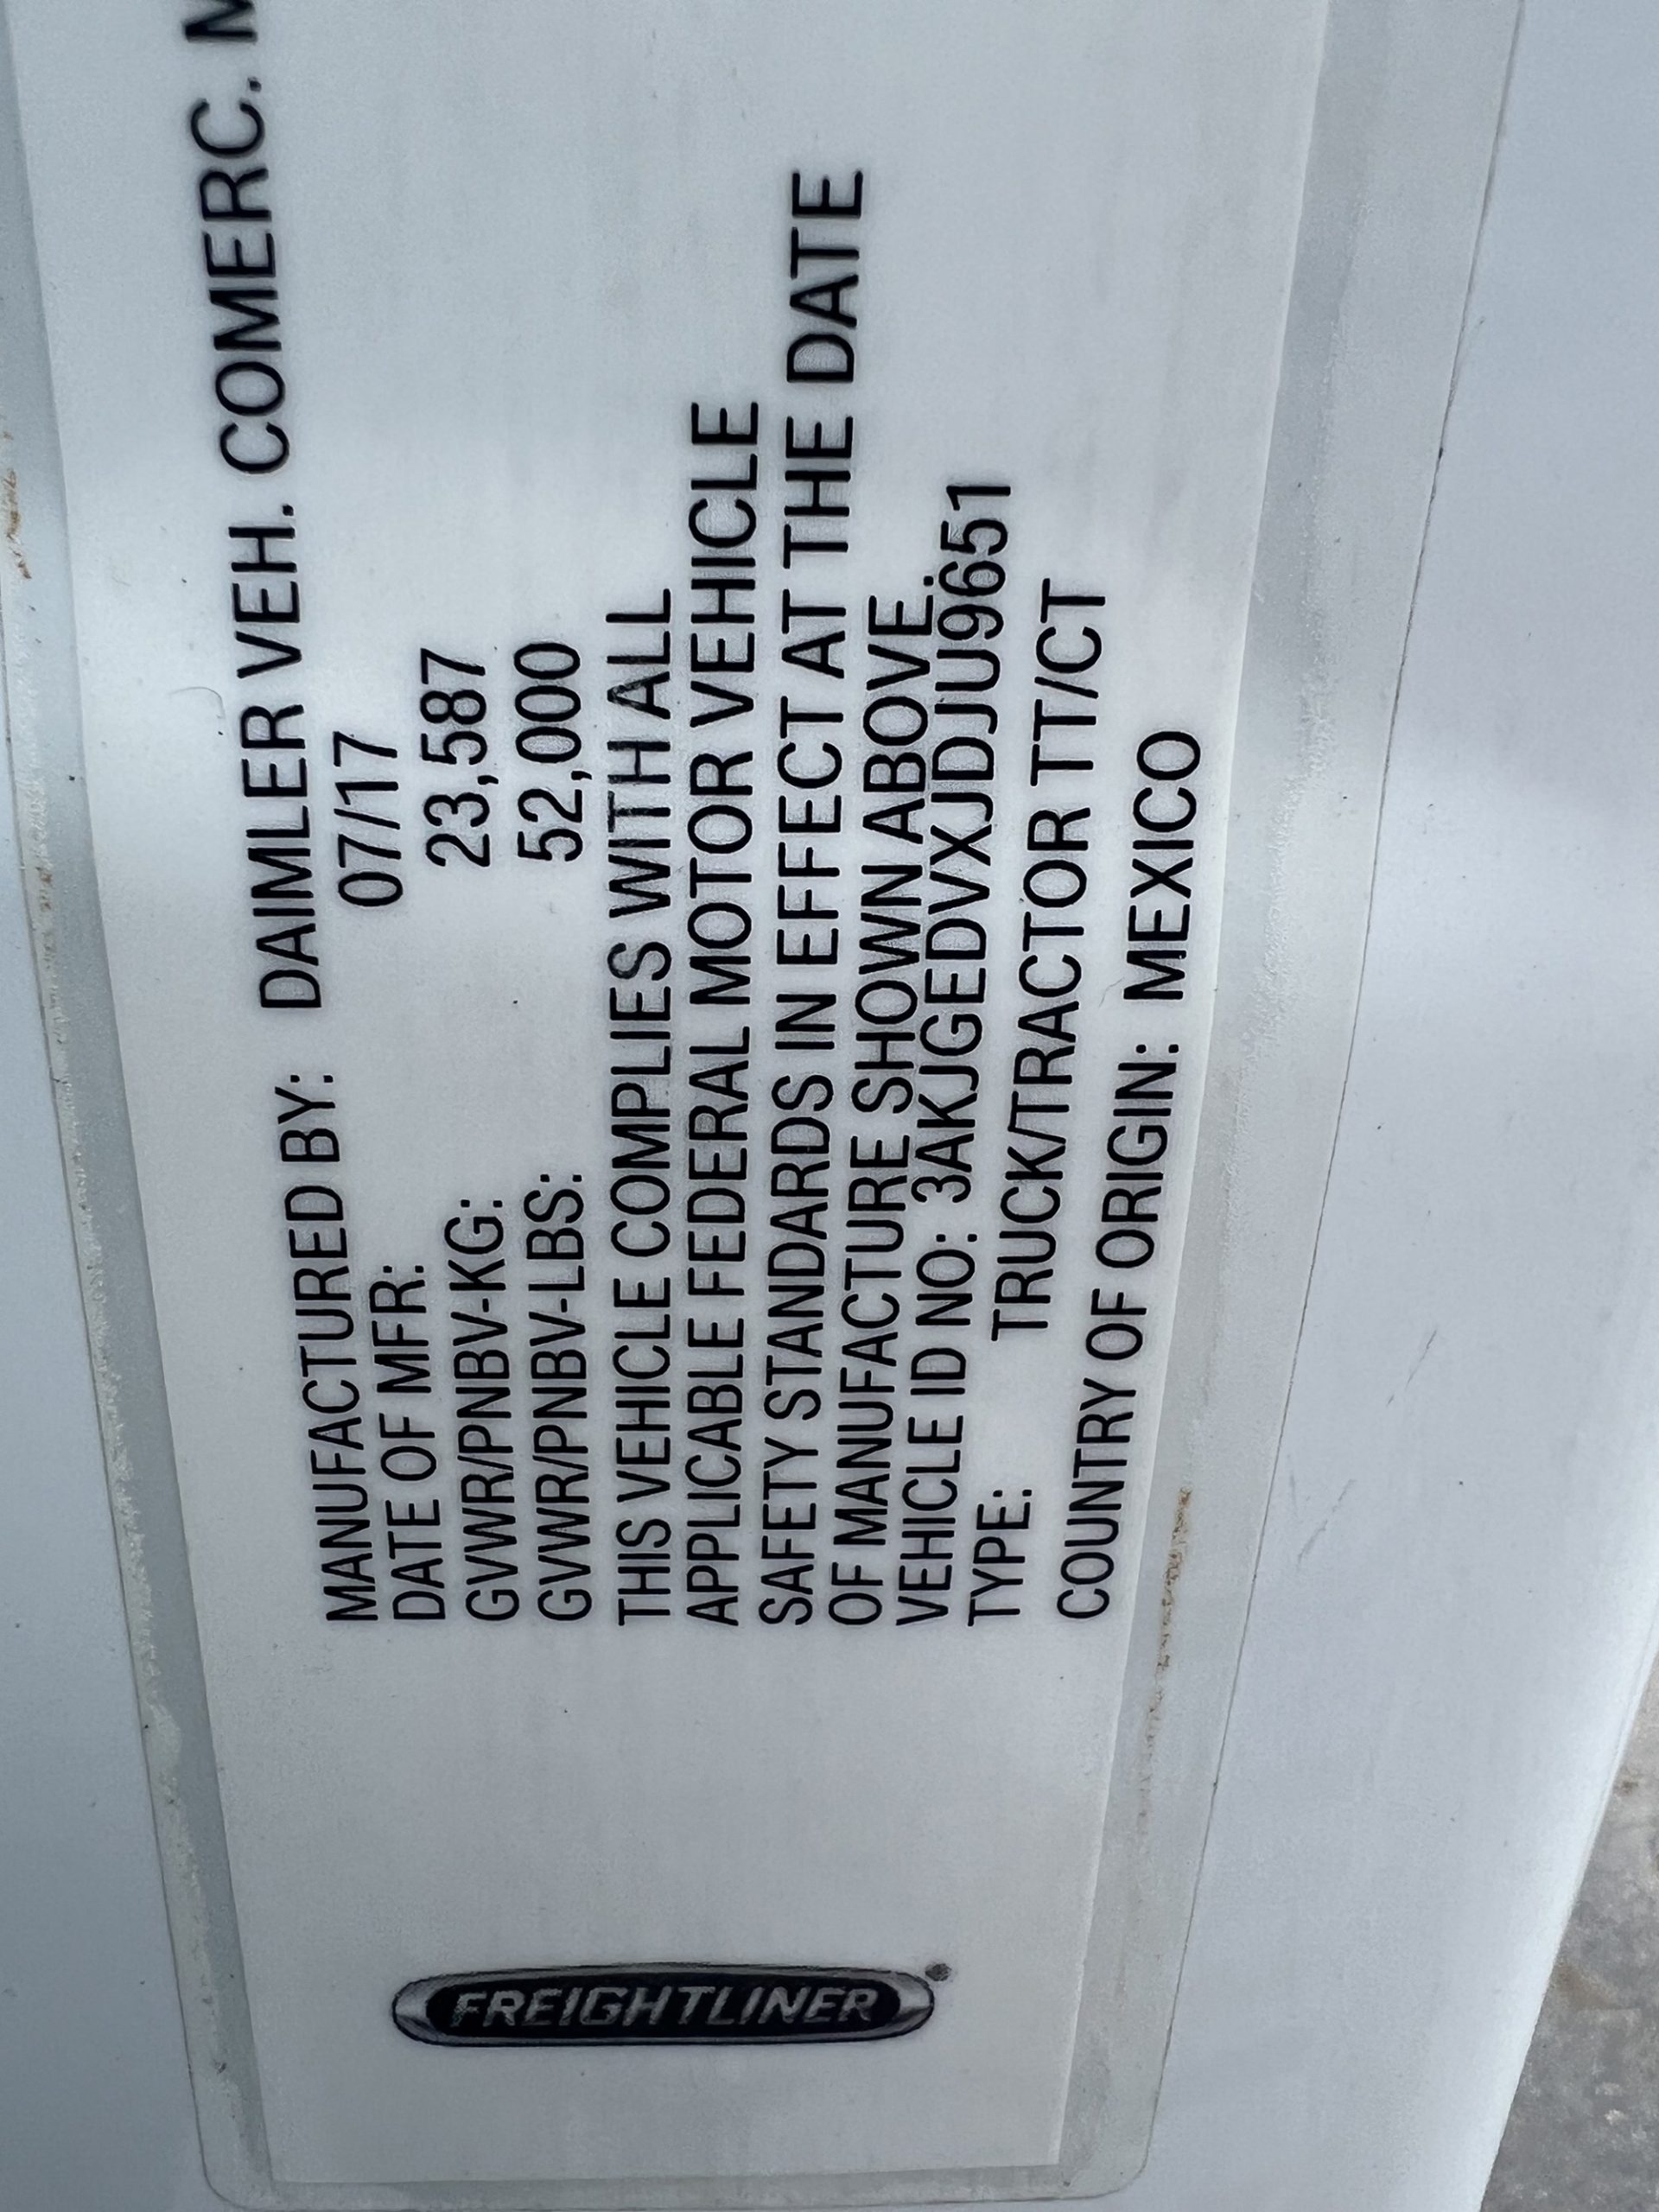 FREIGHTLINER
MANUFACTURED BY: DAIMLER VEH. COMERC. M
DATE OF MFR: 07/17
GVWR/PNBV-KG: 23,587
GVWR/PNBV-LBS: 52,000
THIS VEHICLE COMPLIES WITH ALL
APPLICABLE FEDERAL MOTOR VEHICLE
SAFETY STANDARDS IN EFFECT AT THE DATE
OF MANUFACTURE SHOWN ABOVE.
VEHICLE ID NO: 3AKJGEDVXJDJU9651
TYPE: TRUCK/TRACTOR TT/CT
COUNTRY OF ORIGIN: MEXICO